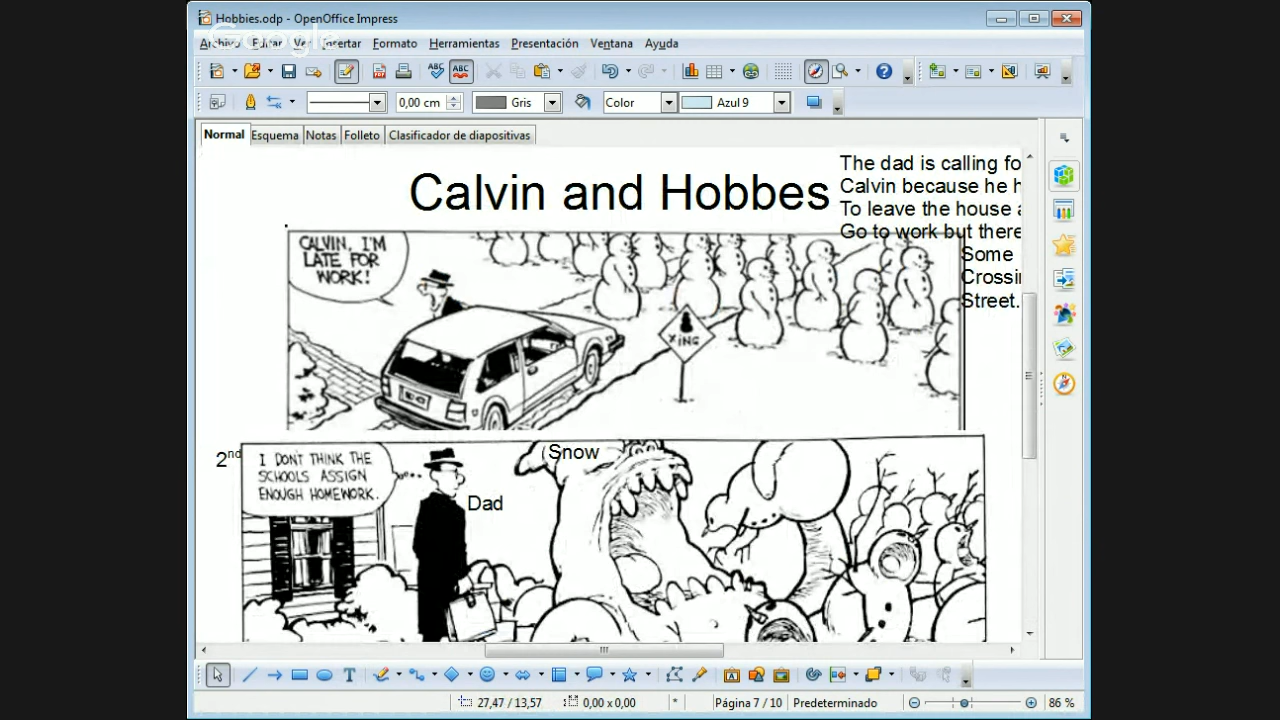 Hobbies.odp - OpenOffice Impress
Google
Archivo Editar Ver Insertar Formato Herramientas Presentación Ventana Ayuda
0,00 cm Gris Color Azul 9
Normal Esquema Notas Folleto Clasificador de diapositivas
Calvin and Hobbes
The dad is calling fo
Calvin because he h
To leave the house a
Go to work but there
Some
Crossin
Street.
CALVIN, I'M
LATE FOR
WORK!
XING
2nd
I DON'T THINK THE
SCHOOLS ASSIGN
ENOUGH HOMEWORK.
Snow
Dad
27,47 / 13,57 0,00 x 0,00 * Página 7 / 10 Predeterminado 86 %